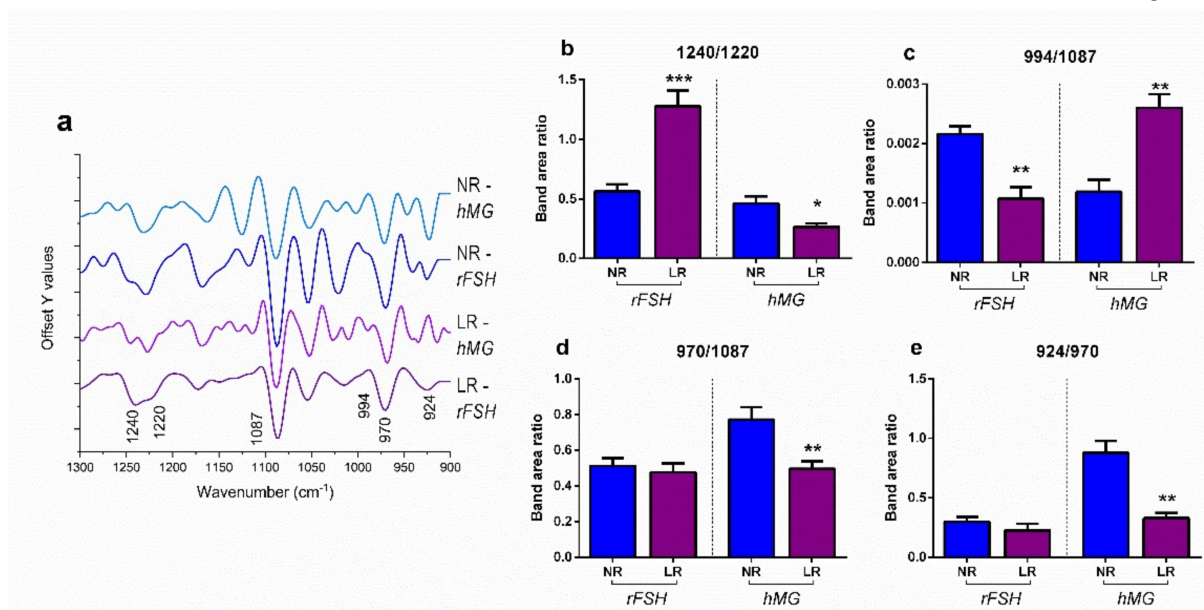 a
NR -
hMG
NR -
rFSH
LR -
hMG
LR -
rFSH
Offset Y values
1240
1220
1087
994
970
924
1300 1250 1200 1150 1100 1050 1000 950 900
Wavenumber (cm-1)
b
1240/1220
Band area ratio
1.5
1.0
0.5
0.0
***
*
NR LR NR LR
rFSH hMG
c
994/1087
Band area ratio
0.003
0.002
0.001
0.000
**
**
NR LR NR LR
rFSH hMG
d
970/1087
Band area ratio
1.0
0.8
0.6
0.4
0.2
0.0
**
NR LR NR LR
rFSH hMG
e
924/970
Band area ratio
1.5
1.0
0.5
0.0
**
NR LR NR LR
rFSH hMG